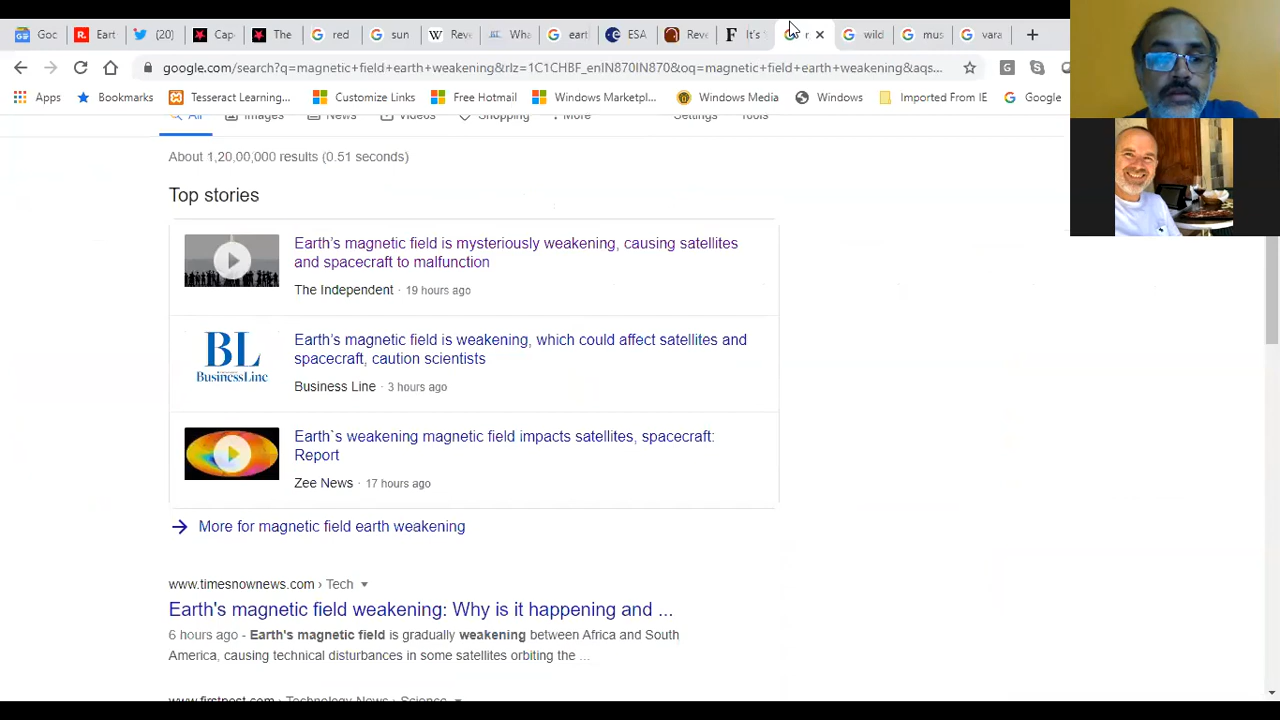 Goc Eart (20) Cap The red sun Reve Wha eart ESA Reve It's wild mus vara
google.com/search?q=magnetic+field+earth+weakening&rlz=1C1CHBF_enIN870IN870&oq=magnetic+field+earth+weakening&aqs...
Apps Bookmarks Tesseract Learning... Customize Links Free Hotmail Windows Marketpl... Windows Media Windows Imported From IE Google
All Images News Videos Shopping More Settings Tools
About 1,20,00,000 results (0.51 seconds)
Top stories
Earth's magnetic field is mysteriously weakening, causing satellites
and spacecraft to malfunction
The Independent · 19 hours ago
BL
BusinessLine
Earth's magnetic field is weakening, which could affect satellites and
spacecraft, caution scientists
Business Line · 3 hours ago
Earth`s weakening magnetic field impacts satellites, spacecraft:
Report
Zee News · 17 hours ago
→ More for magnetic field earth weakening
www.timesnownews.com › Tech
Earth's magnetic field weakening: Why is it happening and ...
6 hours ago - Earth's magnetic field is gradually weakening between Africa and South
America, causing technical disturbances in some satellites orbiting the ...
www.firstpost.com › Technology News › Science